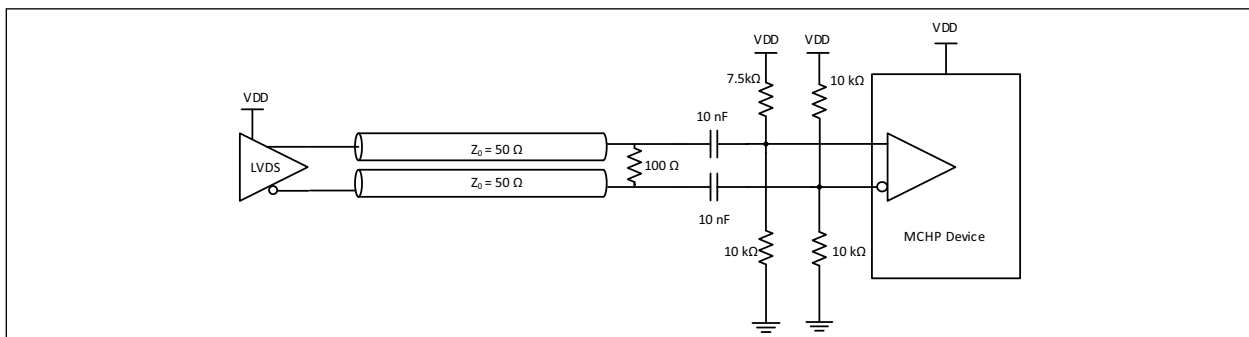 VDD
VDD
VDD
7.5kΩ
10 kΩ
VDD
10 nF
LVDS
Z0 = 50 Ω
100 Ω
Z0 = 50 Ω
10 nF
10 kΩ
10 kΩ
MCHP Device